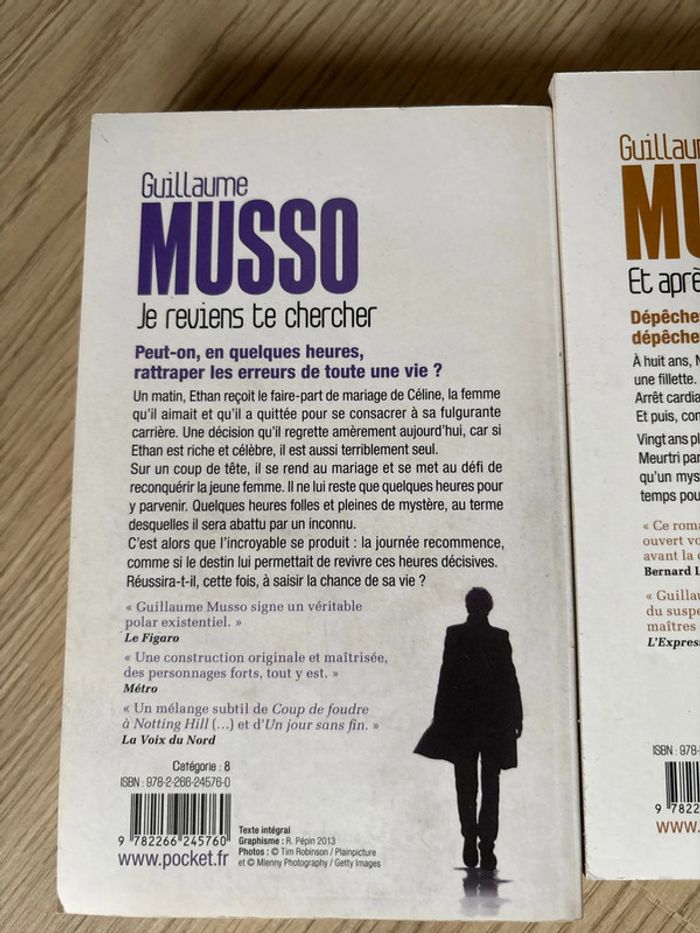 Guillaume
MUSSO
Je reviens te chercher
Peut-on, en quelques heures,
rattraper les erreurs de toute une vie ?
Un matin, Ethan reçoit le faire-part de mariage de Céline, la femme
qu'il aimait et qu'il a quittée pour se consacrer à sa fulgurante
carrière. Une décision qu'il regrette amèrement aujourd'hui, car si
Ethan est riche et célèbre, il est aussi terriblement seul.
Sur un coup de tête, il se rend au mariage et se met au défi de
reconquérir la jeune femme. Il ne lui reste que quelques heures pour
y parvenir. Quelques heures folles et pleines de mystère, au terme
desquelles il sera abattu par un inconnu.
C'est alors que l'incroyable se produit : la journée recommence,
comme si le destin lui permettait de revivre ces heures décisives.
Réussira-t-il, cette fois, à saisir la chance de sa vie ?
« Guillaume Musso signe un véritable
polar existentiel. »
Le Figaro
« Une construction originale et maîtrisée,
des personnages forts, tout y est. »
Métro
« Un mélange subtil de Coup de foudre
à Notting Hill (…) et d'Un jour sans fin. »
La Voix du Nord
Catégorie : 8
ISBN : 978-2-266-24576-0
9 782266 245760
www.pocket.fr
Texte intégral
Graphisme : R. Pépin 2013
Photos : © Tim Robinson / Plainpicture
et © Mienny Photography / Getty Images
Guillau
MU
Et aprè
Dépêche
dépêche
À huit ans, N
une fillette.
Arrêt cardia
Et puis, con
Vingt ans pl
Meurtri par
qu'un mys
temps pou
« Ce roma
ouvert vo
avant la
Bernard L
« Guillau
du suspe
maîtres
L'Expres
ISBN : 978-
9 782
www.